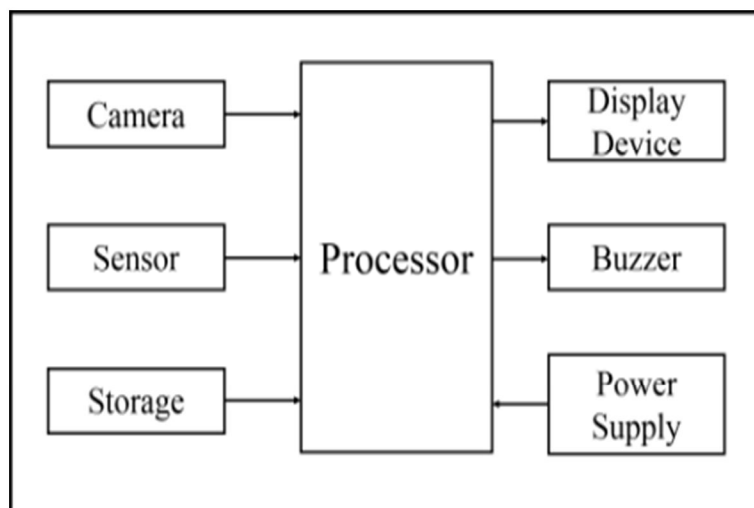 Camera
Sensor
Storage
Processor
Display
Device
Buzzer
Power
Supply